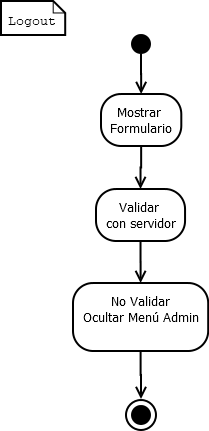 Logout
Mostrar
Formulario
Validar
con servidor
No Validar
Ocultar Menú Admin